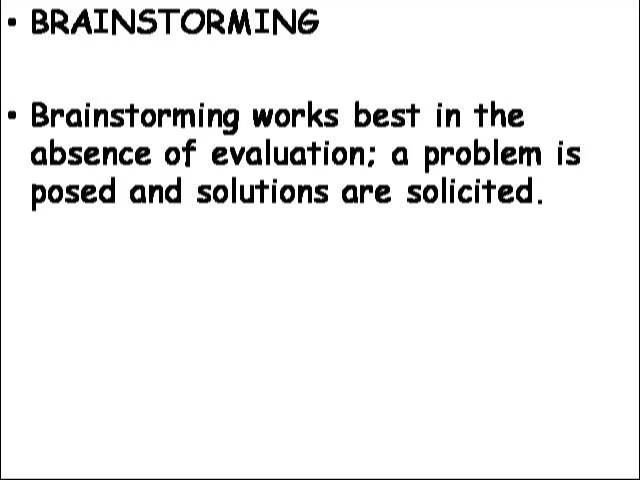 • BRAINSTORMING
• Brainstorming works best in the
absence of evaluation; a problem is
posed and solutions are solicited.